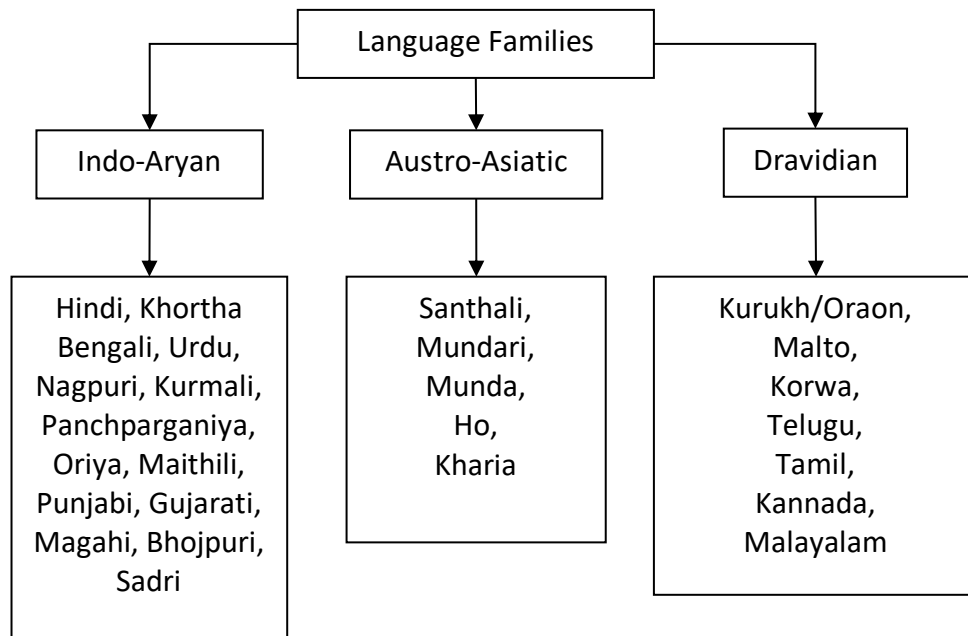 Language Families
Indo-Aryan
Austro-Asiatic
Dravidian
Hindi, Khortha
Bengali, Urdu,
Nagpuri, Kurmali,
Panchparganiya,
Oriya, Maithili,
Punjabi, Gujarati,
Magahi, Bhojpuri,
Sadri
Santhali,
Mundari,
Munda,
Ho,
Kharia
Kurukh/Oraon,
Malto,
Korwa,
Telugu,
Tamil,
Kannada,
Malayalam